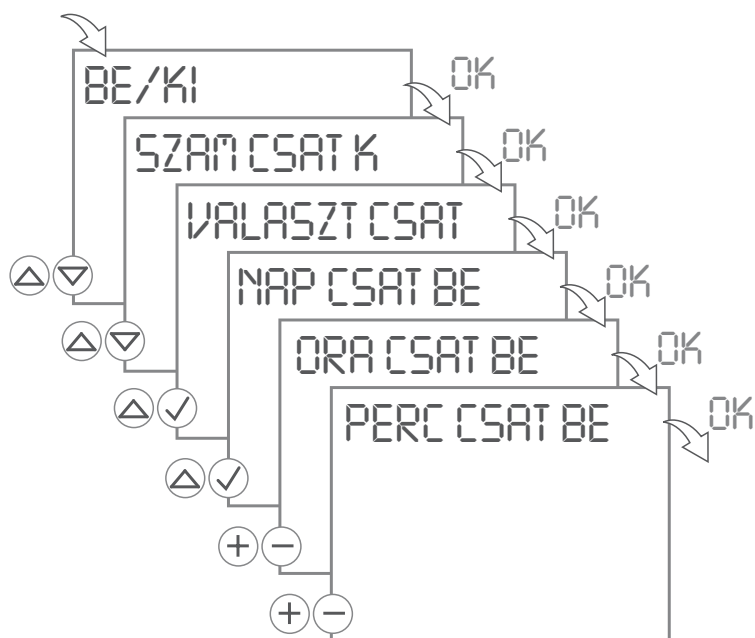 BE/KI
OK
SZAM CSAT K
OK
VALASZT CSAT
OK
NAP CSAT BE
OK
ORA CSAT BE
OK
PERC CSAT BE
OK